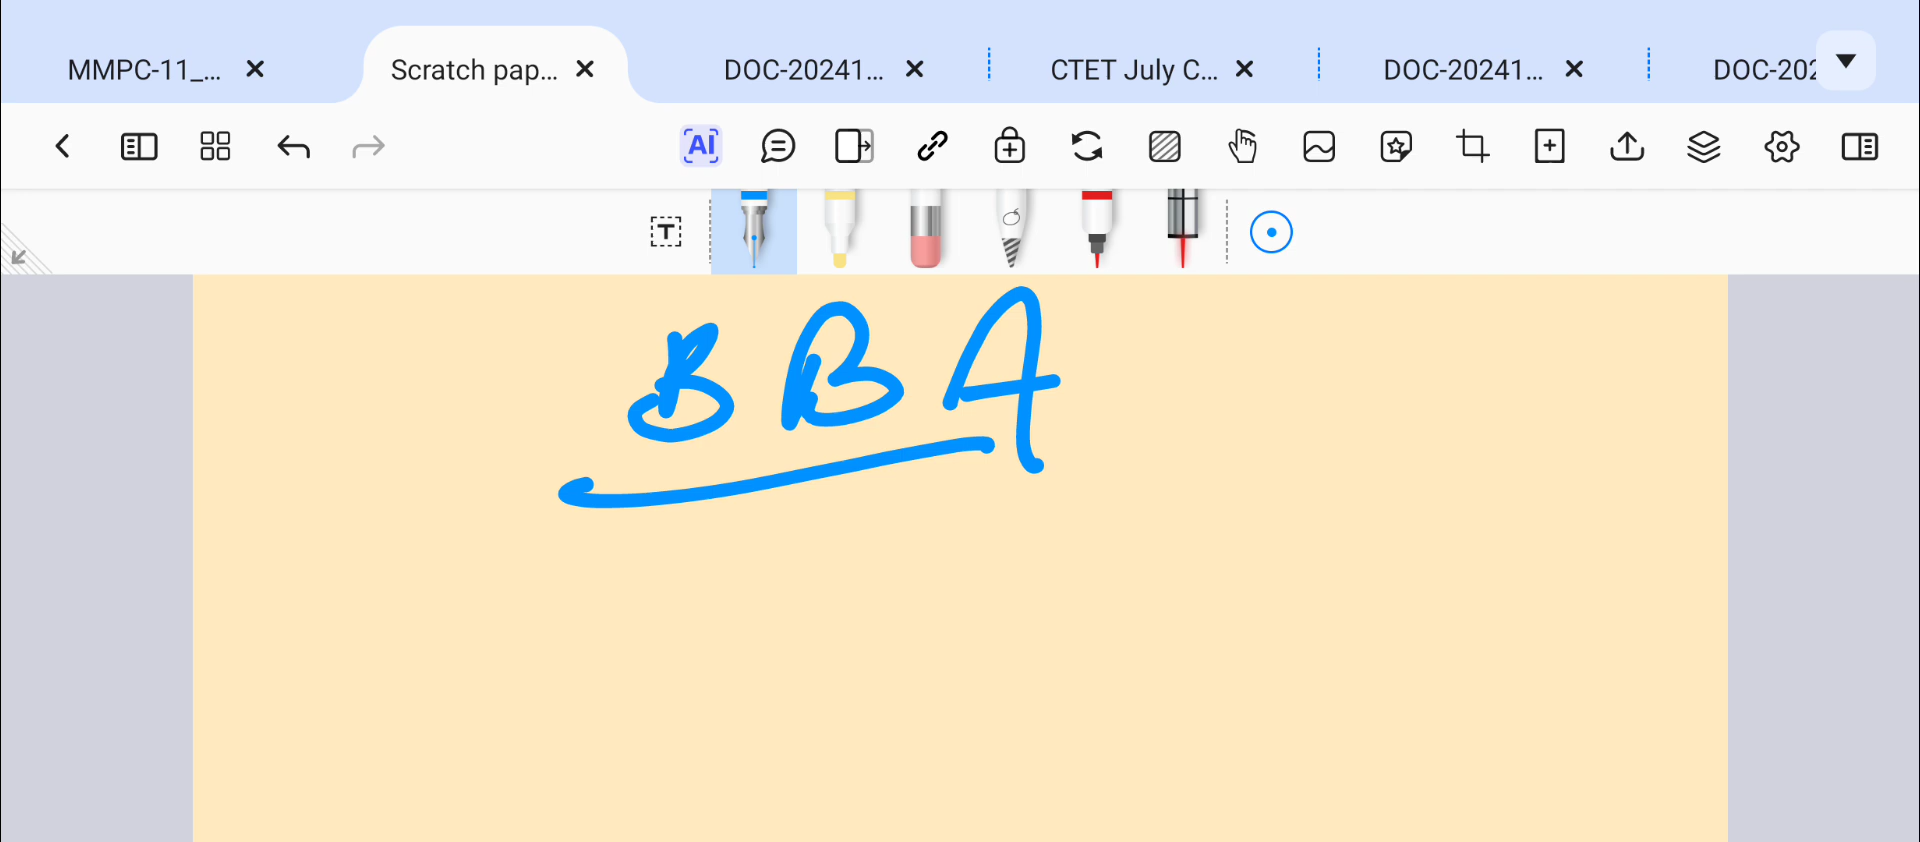 MMPC-11_... Scratch pap... DOC-20241... CTET July C... DOC-20241... DOC-202
AI
T
BBA